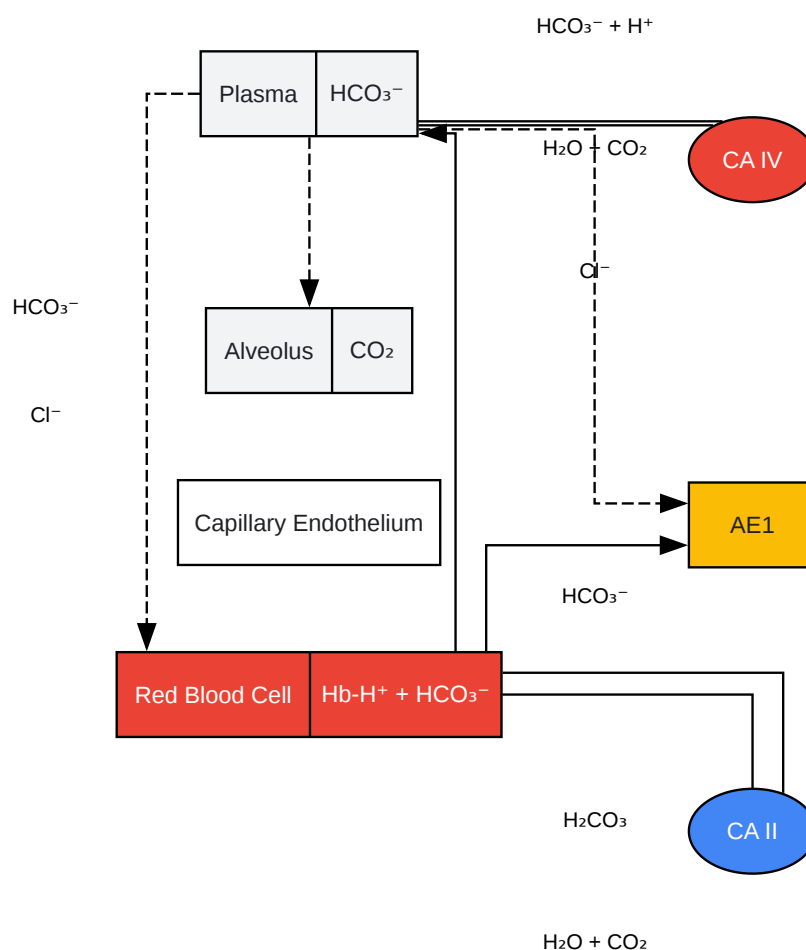 HCO₃⁻ + H⁺
Plasma
HCO₃⁻
H₂O + CO₂
CA IV
Cl⁻
HCO₃⁻
Alveolus
CO₂
Cl⁻
Capillary Endothelium
AE1
HCO₃⁻
Red Blood Cell
Hb-H⁺ + HCO₃⁻
H₂CO₃
CA II
H₂O + CO₂